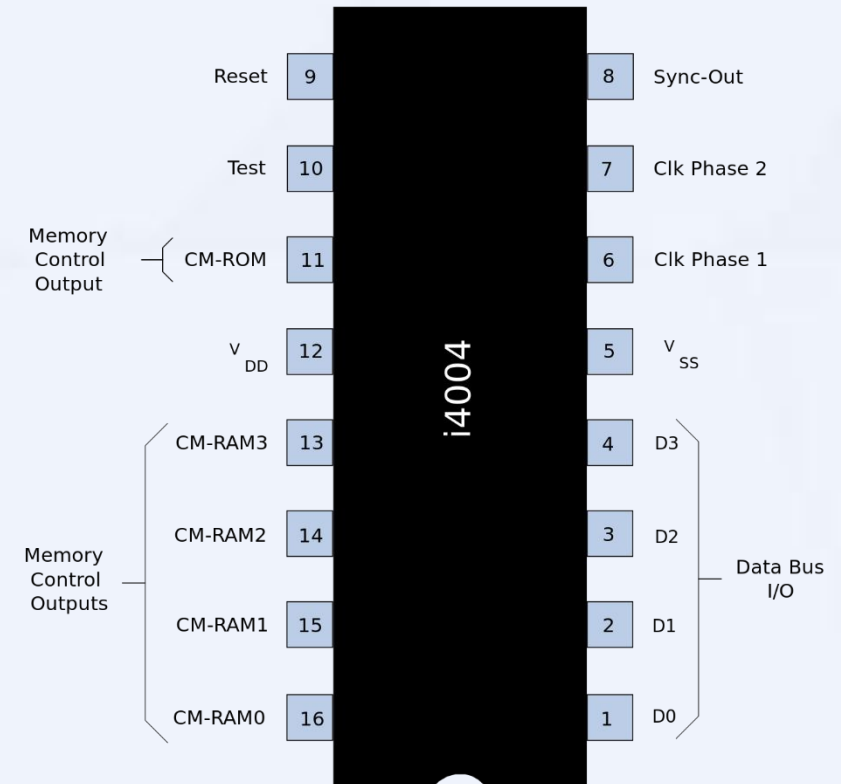 Reset 9 8 Sync-Out
Test 10 7 Clk Phase 2
Memory
Control
Output
CM-ROM 11 6 Clk Phase 1
V DD 12 5 V SS
i4004
CM-RAM3 13 4 D3
CM-RAM2 14 3 D2
Memory
Control
Outputs
Data Bus
I/O
CM-RAM1 15 2 D1
CM-RAM0 16 1 D0